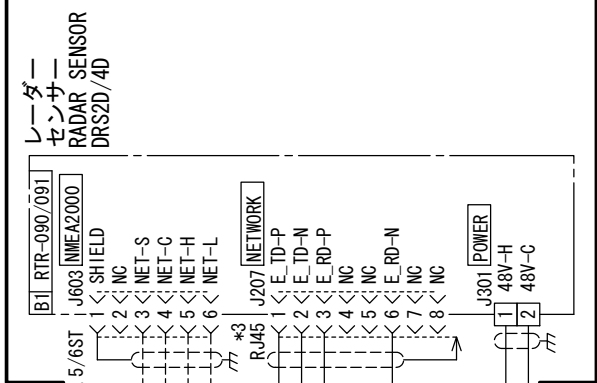 レーダー
センサー
RADAR SENSOR
DRS2D/4D
B1 RTR-090/091
J603 NMEA2000
5/6ST
1 SHIELD
2 NC
3 NET-S
4 NET-C
5 NET-H
6 NET-L
*3
RJ45
J207 NETWORK
1 E_TD-P
2 E_TD-N
3 E_RD-P
4 NC
5 NC
6 E_RD-N
7 NC
8 NC
J301 POWER
1 48V-H
2 48V-C